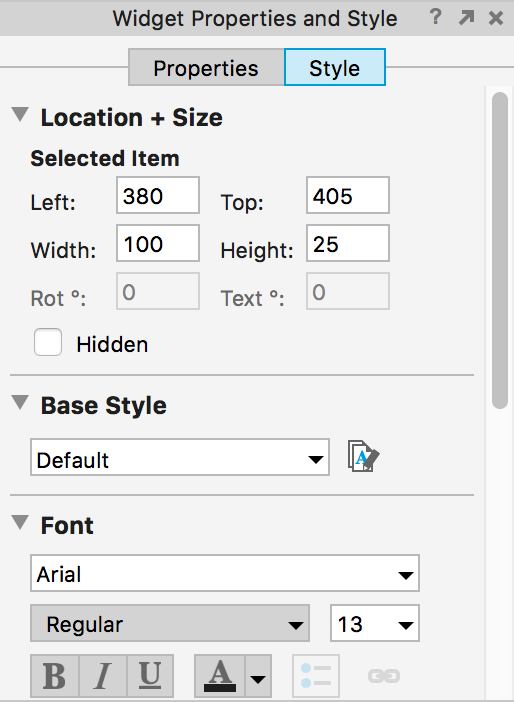 Widget Properties and Style ?
Properties Style
Location + Size
Selected Item
Left: 380 Top: 405
Width: 100 Height: 25
Rot °: 0 Text °: 0
Hidden
Base Style
Default A
Font
Arial
Regular 13
B I U A